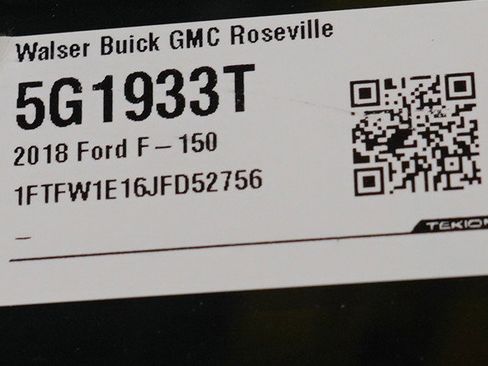 Walser Buick GMC Roseville
5G1933T
2018 Ford F-150
1FTFW1E16JFD52756
–
TEKION